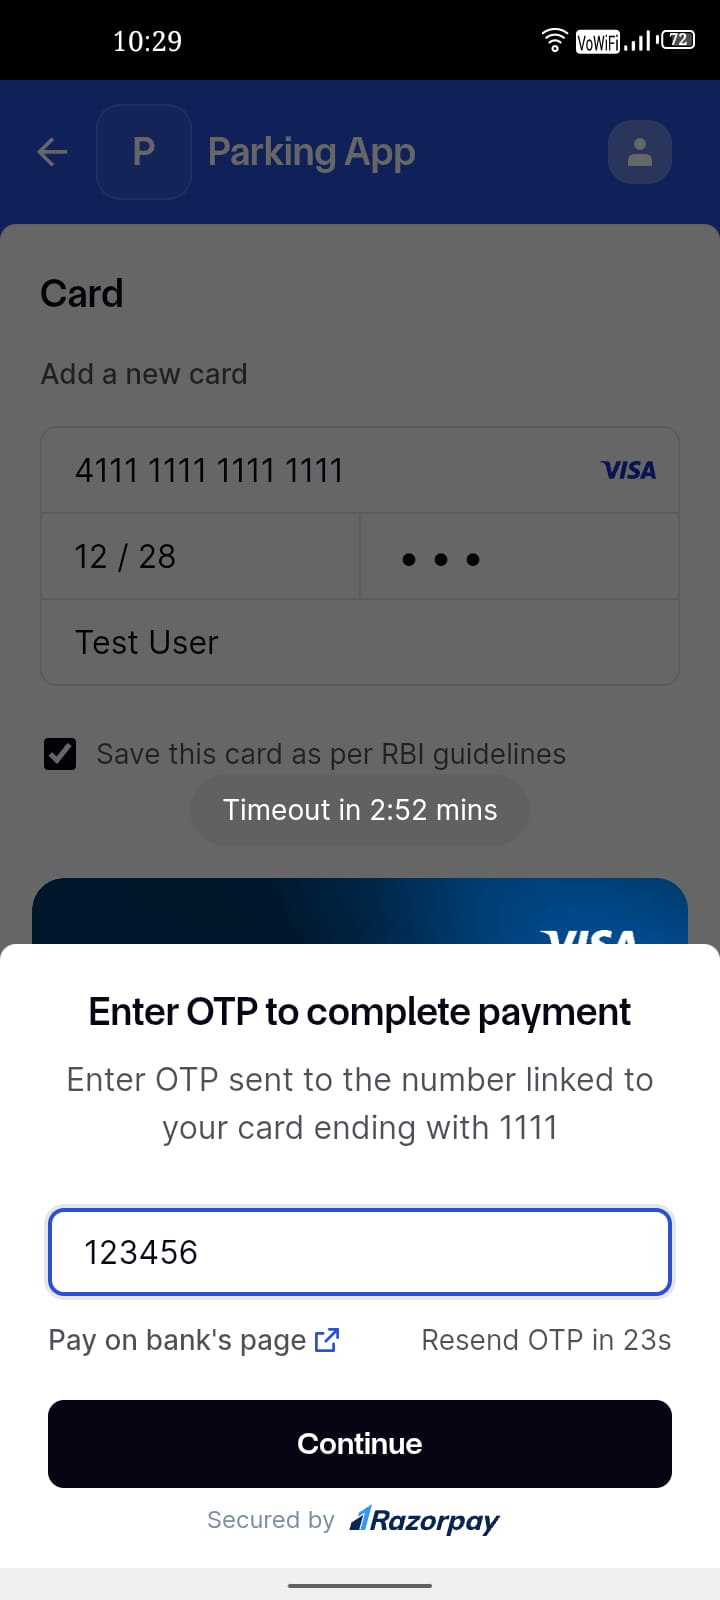 10:29
VoWiFi
72
P
Parking App
Card
Add a new card
4111 1111 1111 1111
VISA
12 / 28
Test User
Save this card as per RBI guidelines
Timeout in 2:52 mins
VISA
Enter OTP to complete payment
Enter OTP sent to the number linked to
your card ending with 1111
123456
Pay on bank's page Resend OTP in 23s
Continue
Secured by Razorpay